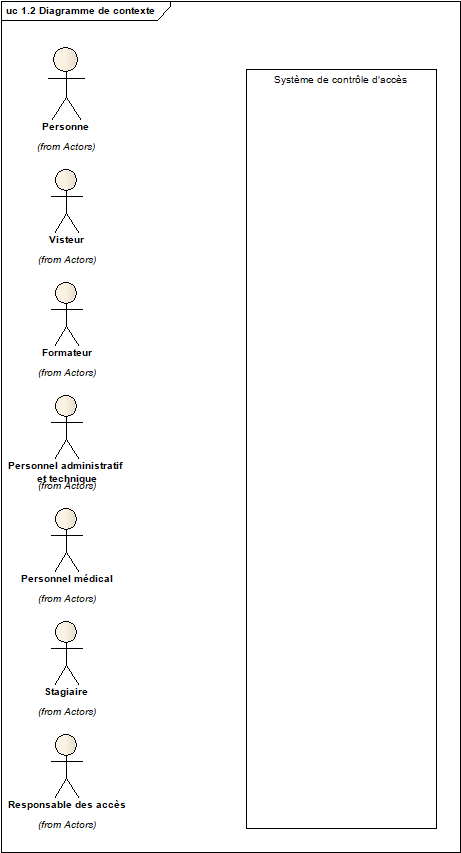 uc 1.2 Diagramme de contexte
Système de contrôle d'accès
Personne
(from Actors)
Visteur
(from Actors)
Formateur
(from Actors)
Personnel administratif
et technique
(from Actors)
Personnel médical
(from Actors)
Stagiaire
(from Actors)
Responsable des accès
(from Actors)